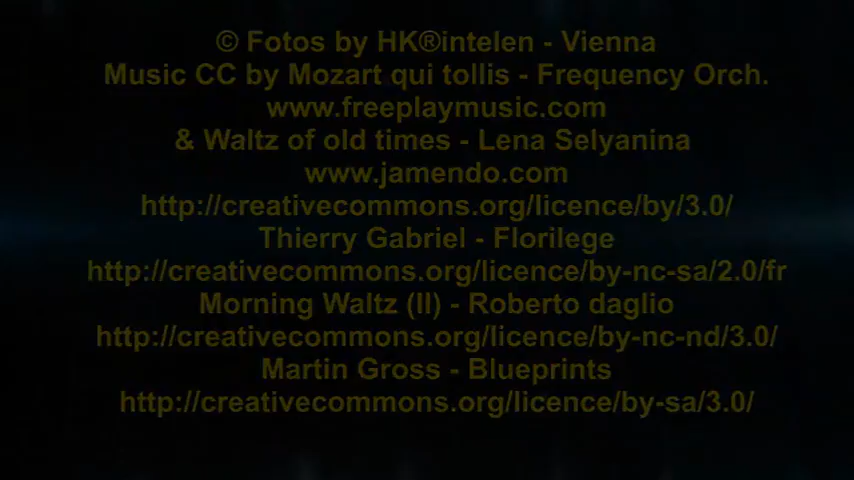 © Fotos by HK®intelen - Vienna
Music CC by Mozart qui tollis - Frequency Orch.
www.freeplaymusic.com
& Waltz of old times - Lena Selyanina
www.jamendo.com
http://creativecommons.org/licence/by/3.0/
Thierry Gabriel - Florilege
http://creativecommons.org/licence/by-nc-sa/2.0/fr
Morning Waltz (II) - Roberto daglio
http://creativecommons.org/licence/by-nc-nd/3.0/
Martin Gross - Blueprints
http://creativecommons.org/licence/by-sa/3.0/